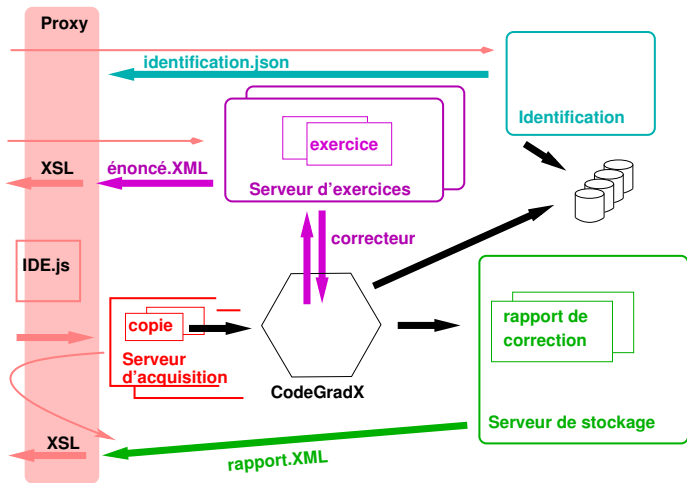 Proxy
identification.json
Identification
exercice
XSL
énoncé.XML
Serveur d'exercices
correcteur
IDE.js
copie
rapport de
correction
Serveur
d'acquisition
CodeGradX
Serveur de stockage
XSL
rapport.XML